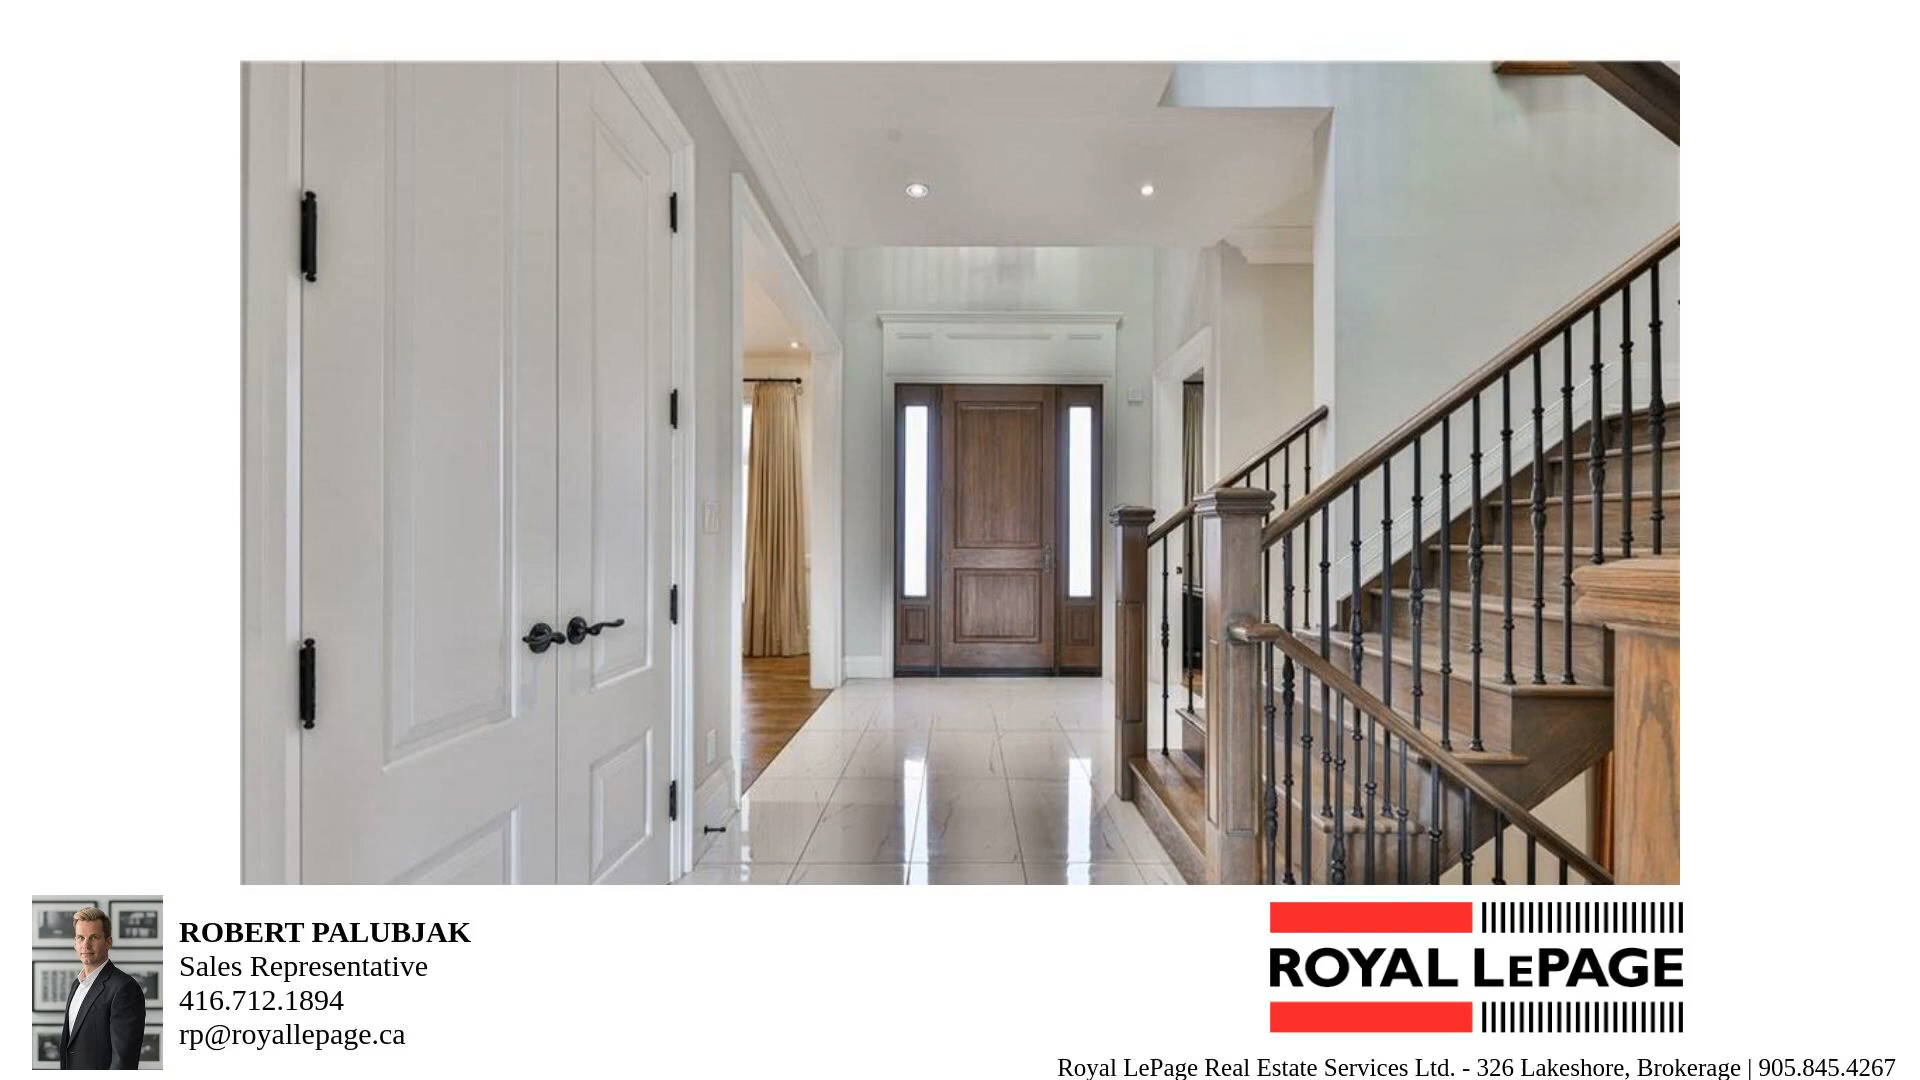 ROBERT PALUBJAK
Sales Representative
416.712.1894
rp@royallepage.ca
ROYAL LEPAGE
Royal LePage Real Estate Services Ltd. - 326 Lakeshore, Brokerage | 905.845.4267